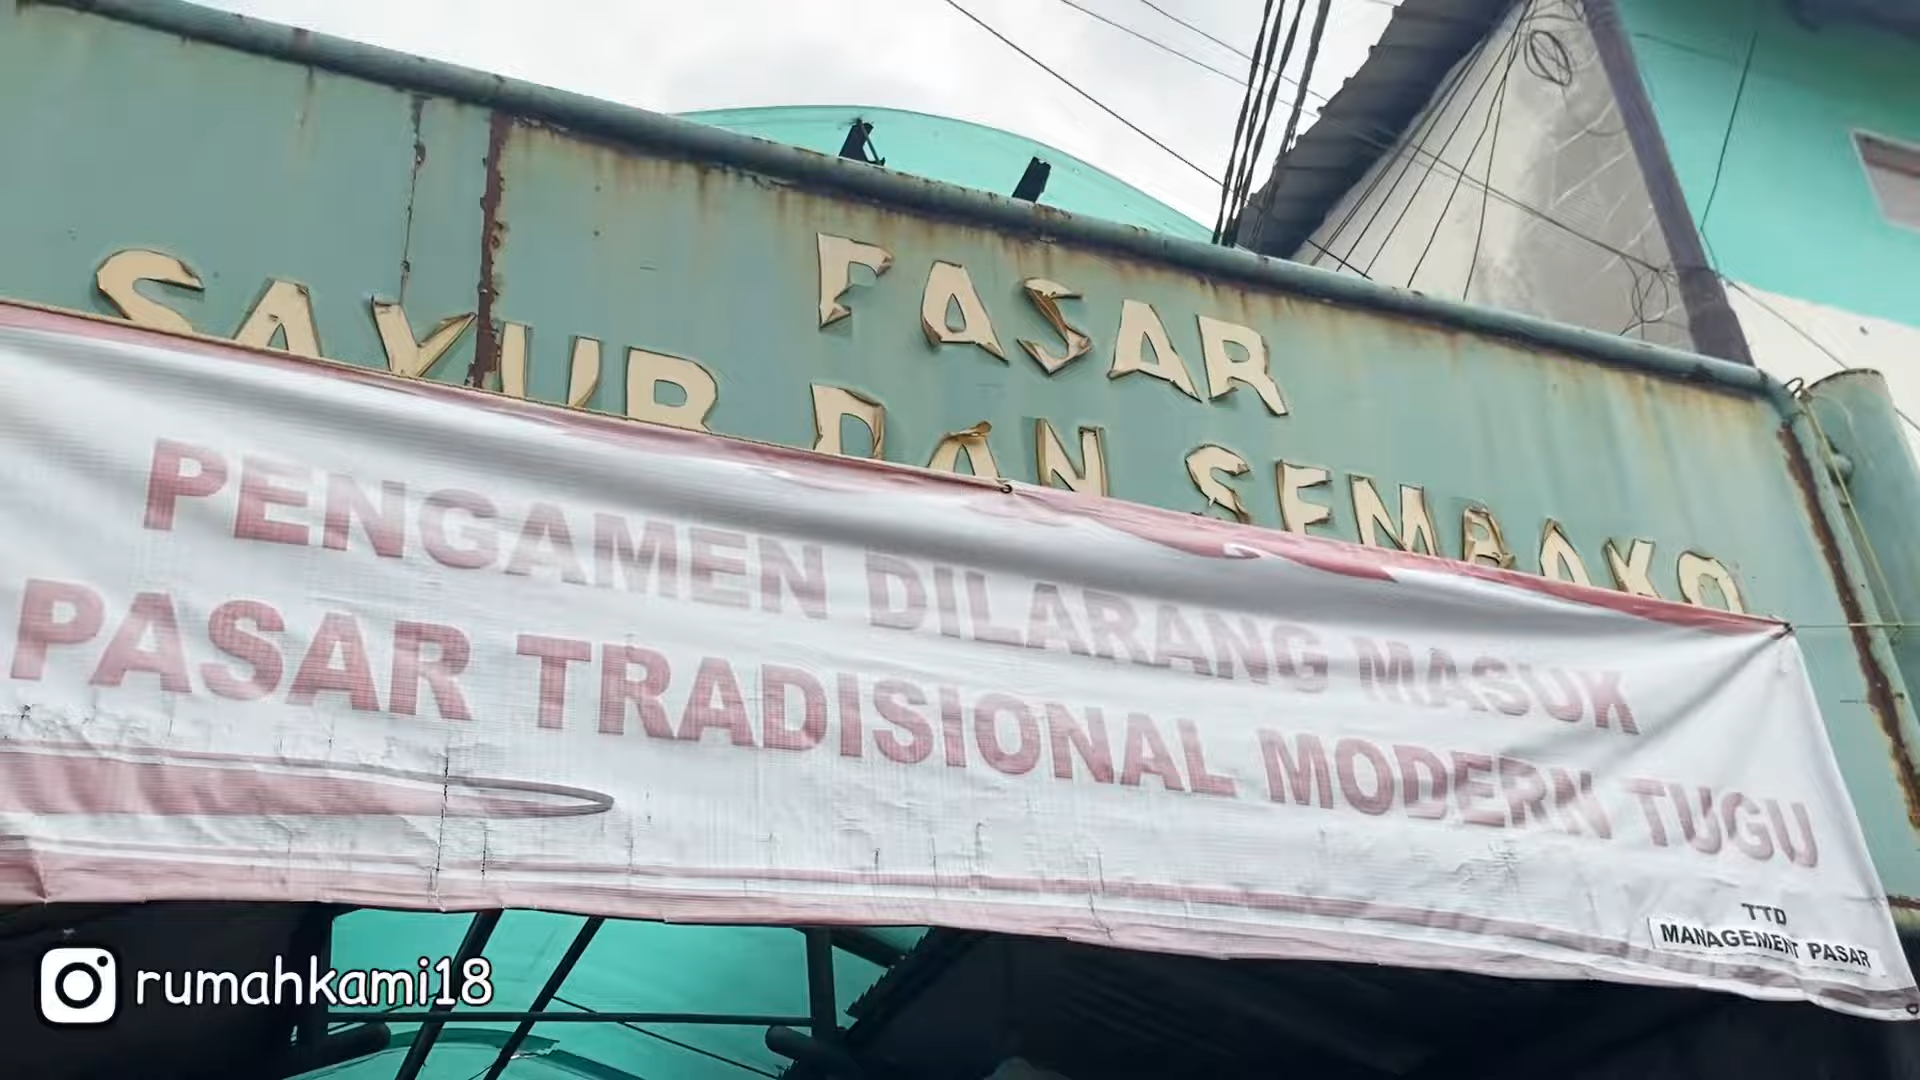 PASAR
SAYUR DAN SEMBAKO
PENGAMEN DILARANG MASUK
PASAR TRADISIONAL MODERN TUGU
TTD
MANAGEMENT PASAR
rumahkami18